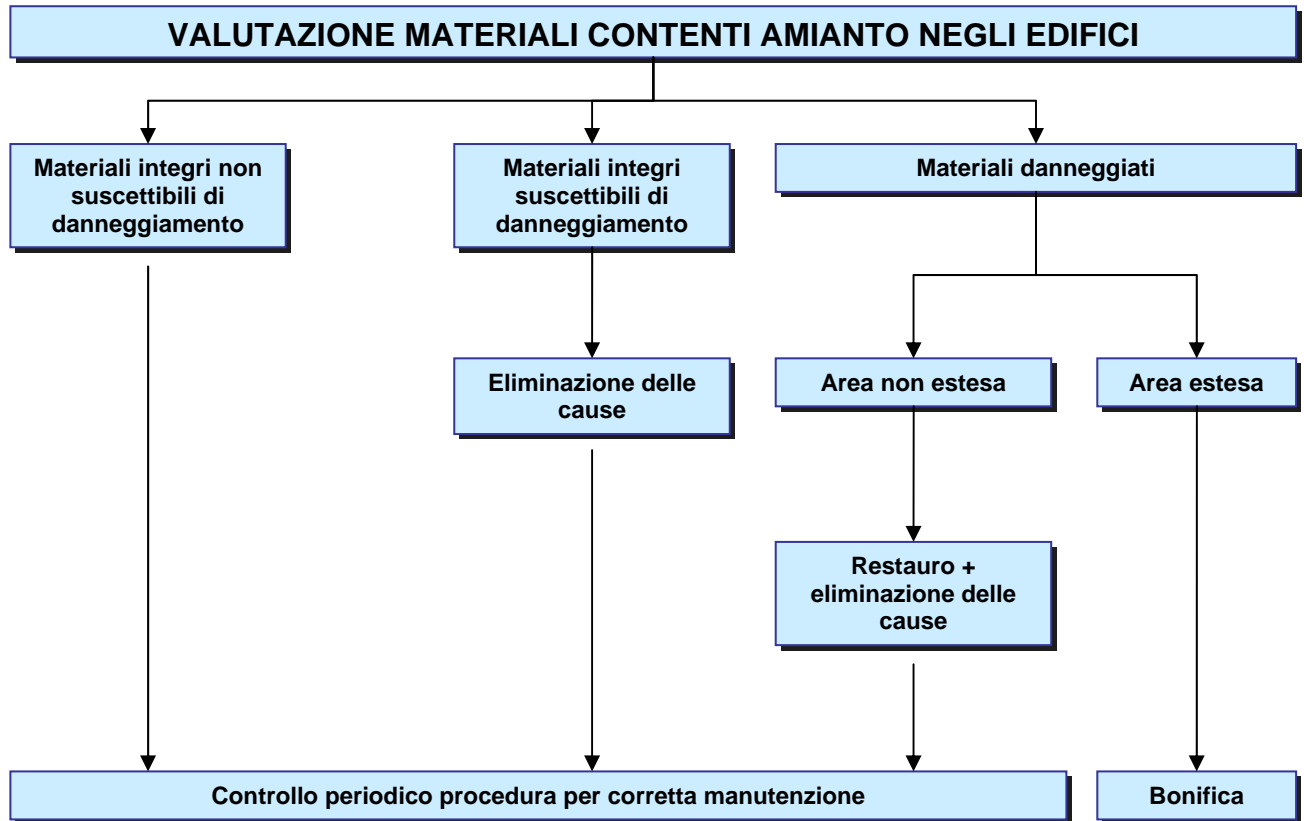 VALUTAZIONE MATERIALI CONTENTI AMIANTO NEGLI EDIFICI
Materiali integri non
suscettibili di
danneggiamento
Materiali integri
suscettibili di
danneggiamento
Materiali danneggiati
Eliminazione delle
cause
Area non estesa
Area estesa
Restauro +
eliminazione delle
cause
Controllo periodico procedura per corretta manutenzione
Bonifica